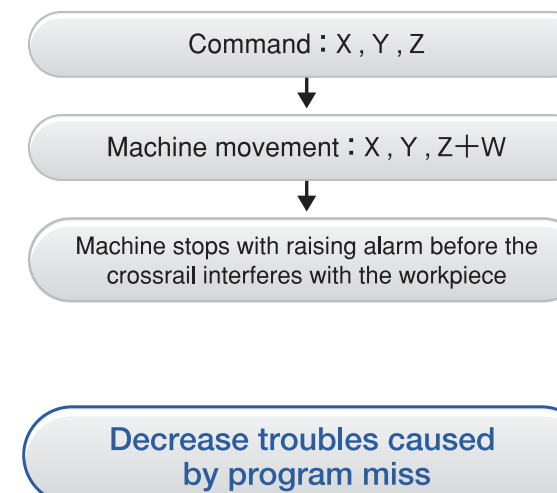 Command : X , Y , Z
Machine movement : X , Y , Z+W
Machine stops with raising alarm before the
crossrail interferes with the workpiece
Decrease troubles caused
by program miss